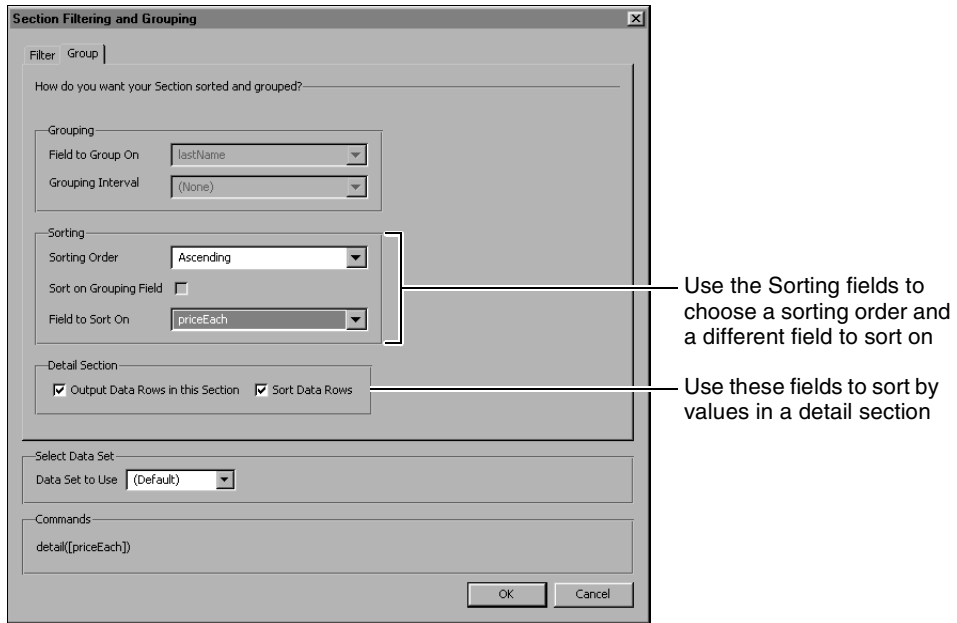 Section Filtering and Grouping
Filter Group
How do you want your Section sorted and grouped?
Grouping
Field to Group On lastName
Grouping Interval (None)
Sorting
Sorting Order Ascending
Sort on Grouping Field
Field to Sort On priceEach
Use the Sorting fields to
choose a sorting order and
a different field to sort on
Detail Section
Output Data Rows in this Section Sort Data Rows
Use these fields to sort by
values in a detail section
Select Data Set
Data Set to Use (Default)
Commands
detail([priceEach])
OK Cancel